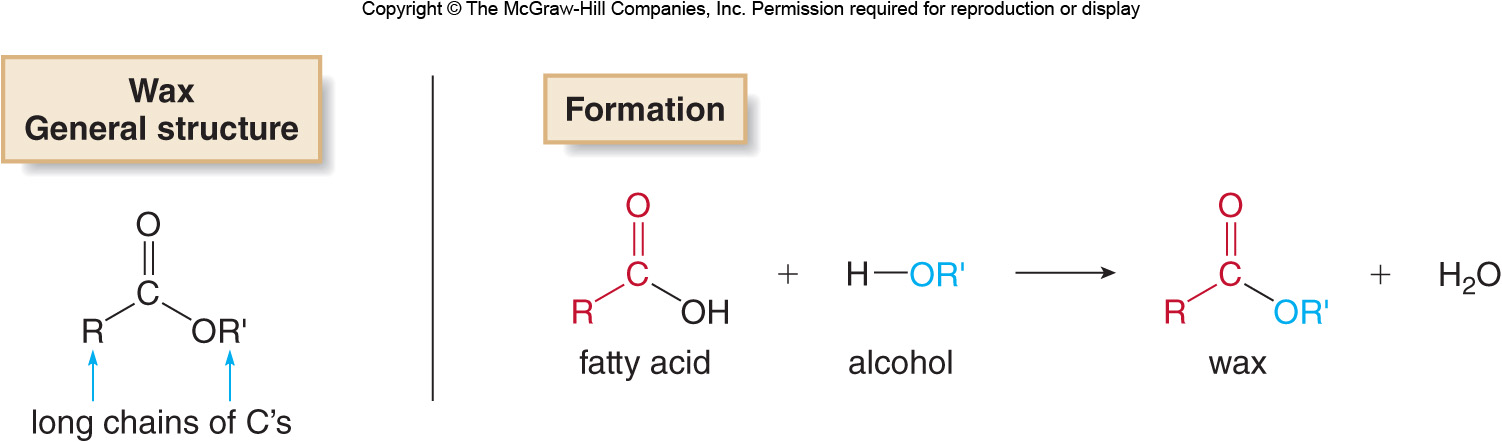 Copyright © The McGraw-Hill Companies, Inc. Permission required for reproduction or display
Wax
General structure
O
C
R
OR'
long chains of C's
Formation
O
C
R
OH
fatty acid
+
H—OR'
alcohol
O
C
R
OR'
wax
+
H₂O